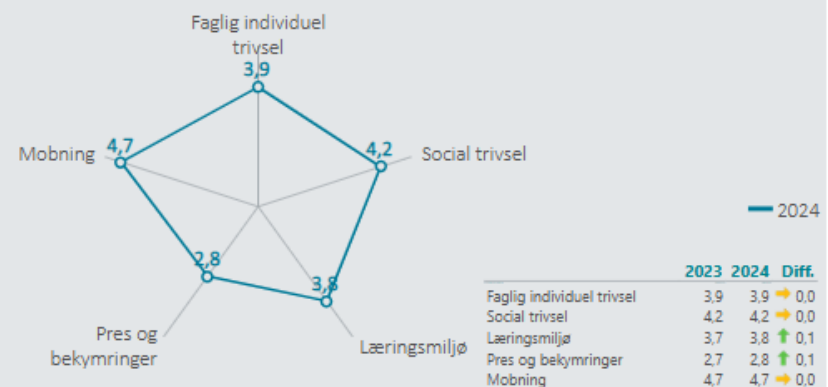 Faglig individuel
trivsel
3,9
Mobning
4,7
4,2
Social trivsel
2024
2,8
3,8
Pres og
bekymringer
Læringsmiljø
2023 2024 Diff.
Faglig individuel trivsel 3,9 3,9 0,0
Social trivsel 4,2 4,2 0,0
Læringsmiljø 3,7 3,8 0,1
Pres og bekymringer 2,7 2,8 0,1
Mobning 4,7 4,7 0,0